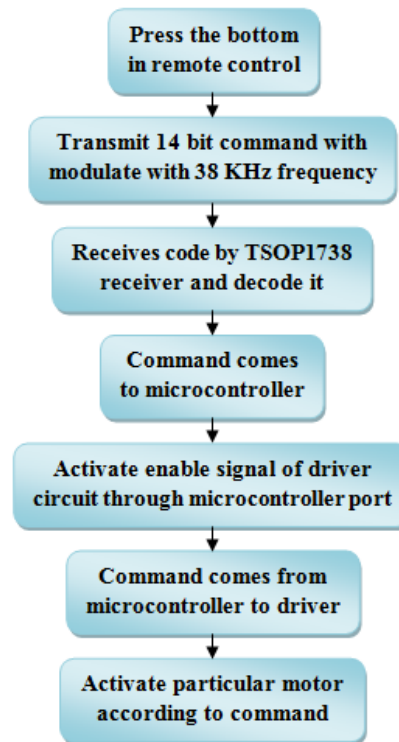 Press the bottom
in remote control
Transmit 14 bit command with
modulate with 38 KHz frequency
Receives code by TSOP1738
receiver and decode it
Command comes
to microcontroller
Activate enable signal of driver
circuit through microcontroller port
Command comes from
microcontroller to driver
Activate particular motor
according to command